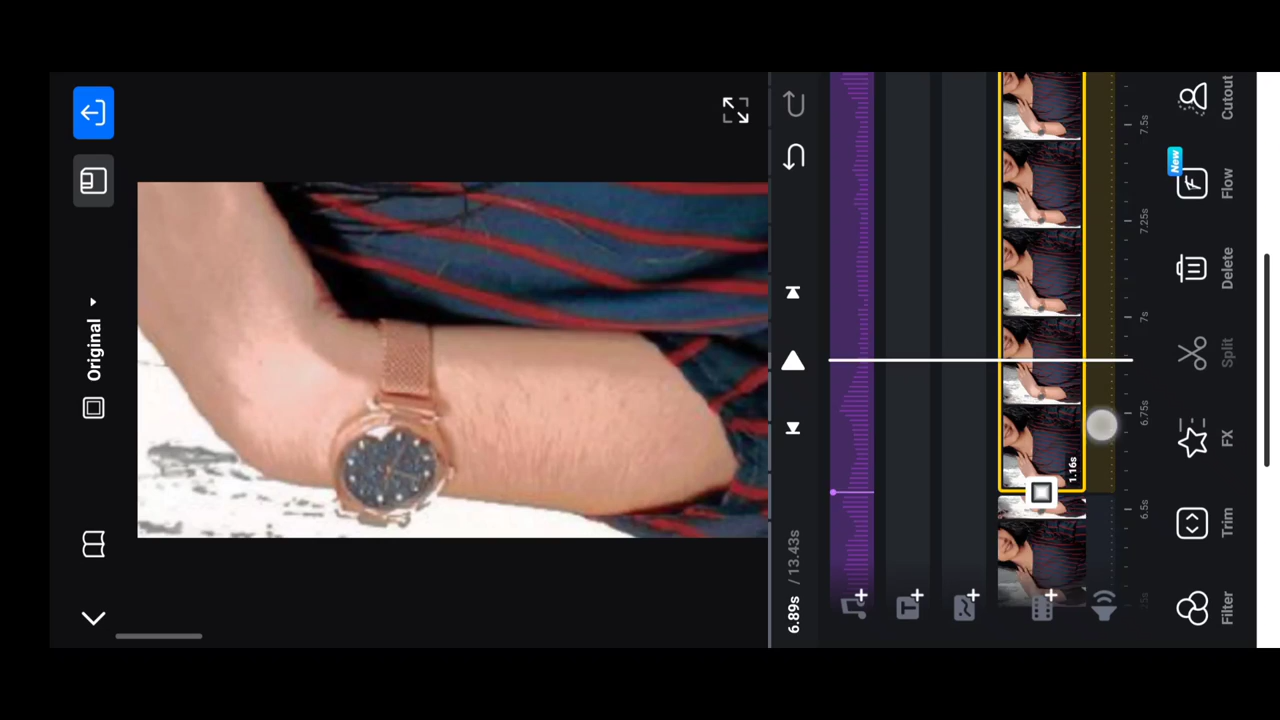 Original
6.89s / 13.43s
1.16s
6.5s
6.75s
7s
7.25s
7.5s
Filter
Trim
FX
Split
Delete
Flow
New
Cutout